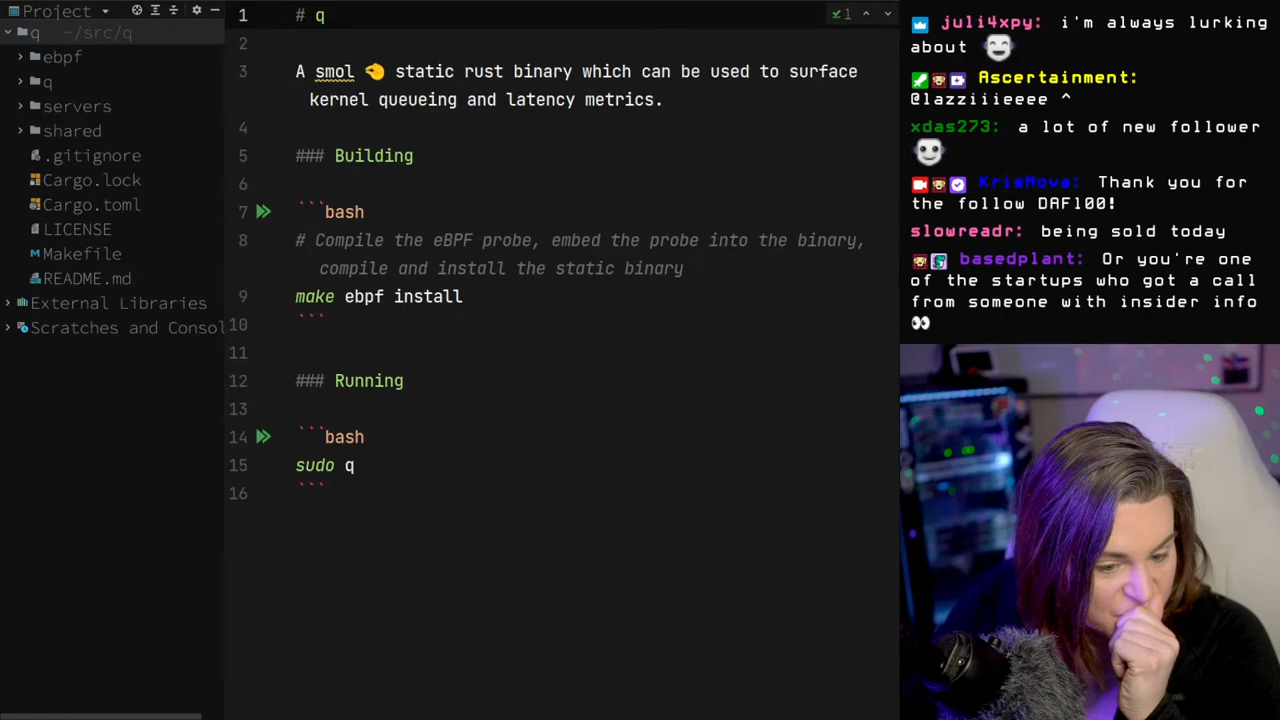 Project
q ~/src/q
ebpf
q
servers
shared
.gitignore
Cargo.lock
Cargo.toml
LICENSE
Makefile
README.md
External Libraries
Scratches and Consol
1 # q
2
3 A smol 🤏 static rust binary which can be used to surface
kernel queueing and latency metrics.
4
5 ### Building
6
7 ```bash
8 # Compile the eBPF probe, embed the probe into the binary,
compile and install the static binary
9 make ebpf install
10 ```
11
12 ### Running
13
14 ```bash
15 sudo q
16 ```
1
juli4xpy: i'm always lurking
about
Ascertainment:
@lazziiieeee ^
xdas273: a lot of new follower
KrisNova: Thank you for
the follow DAF100!
slowreadr: being sold today
basedplant: Or you're one
of the startups who got a call
from someone with insider info
👀